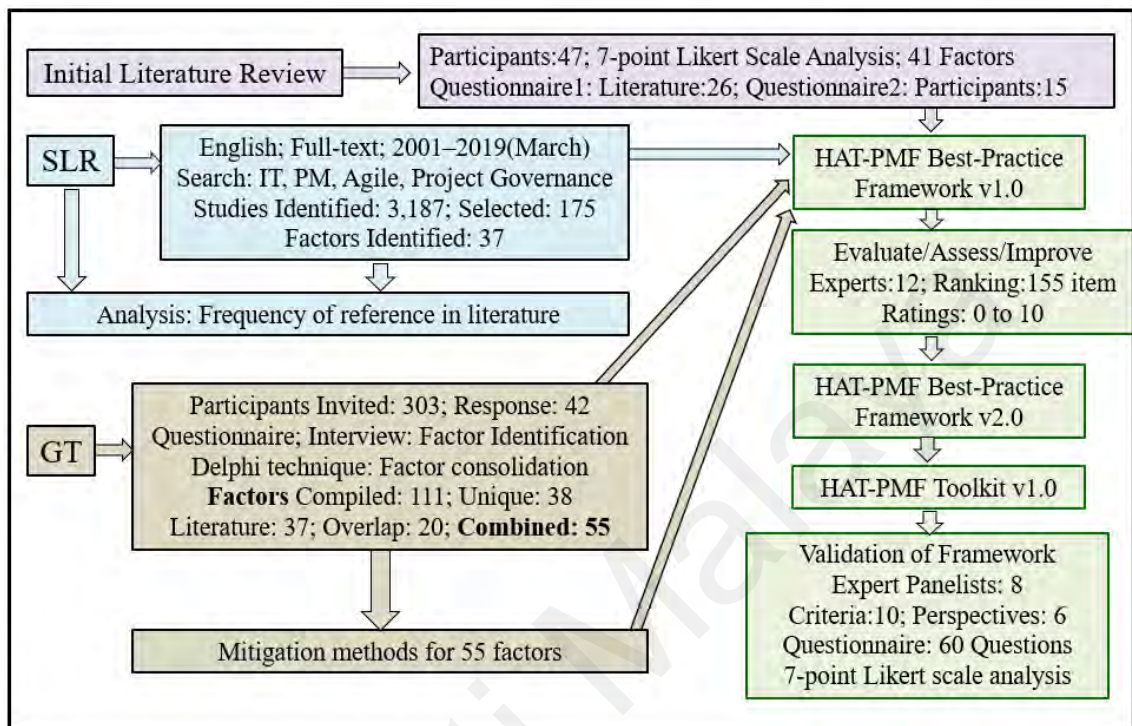 Initial Literature Review
Participants:47; 7-point Likert Scale Analysis; 41 Factors
Questionnaire1: Literature:26; Questionnaire2: Participants:15
SLR
English; Full-text; 2001–2019(March)
Search: IT, PM, Agile, Project Governance
Studies Identified: 3,187; Selected: 175
Factors Identified: 37
Analysis: Frequency of reference in literature
GT
Participants Invited: 303; Response: 42
Questionnaire; Interview: Factor Identification
Delphi technique: Factor consolidation
Factors Compiled: 111; Unique: 38
Literature: 37; Overlap: 20; Combined: 55
Mitigation methods for 55 factors
HAT-PMF Best-Practice
Framework v1.0
Evaluate/Assess/Improve
Experts:12; Ranking:155 item
Ratings: 0 to 10
HAT-PMF Best-Practice
Framework v2.0
HAT-PMF Toolkit v1.0
Validation of Framework
Expert Panelists: 8
Criteria:10; Perspectives: 6
Questionnaire: 60 Questions
7-point Likert scale analysis